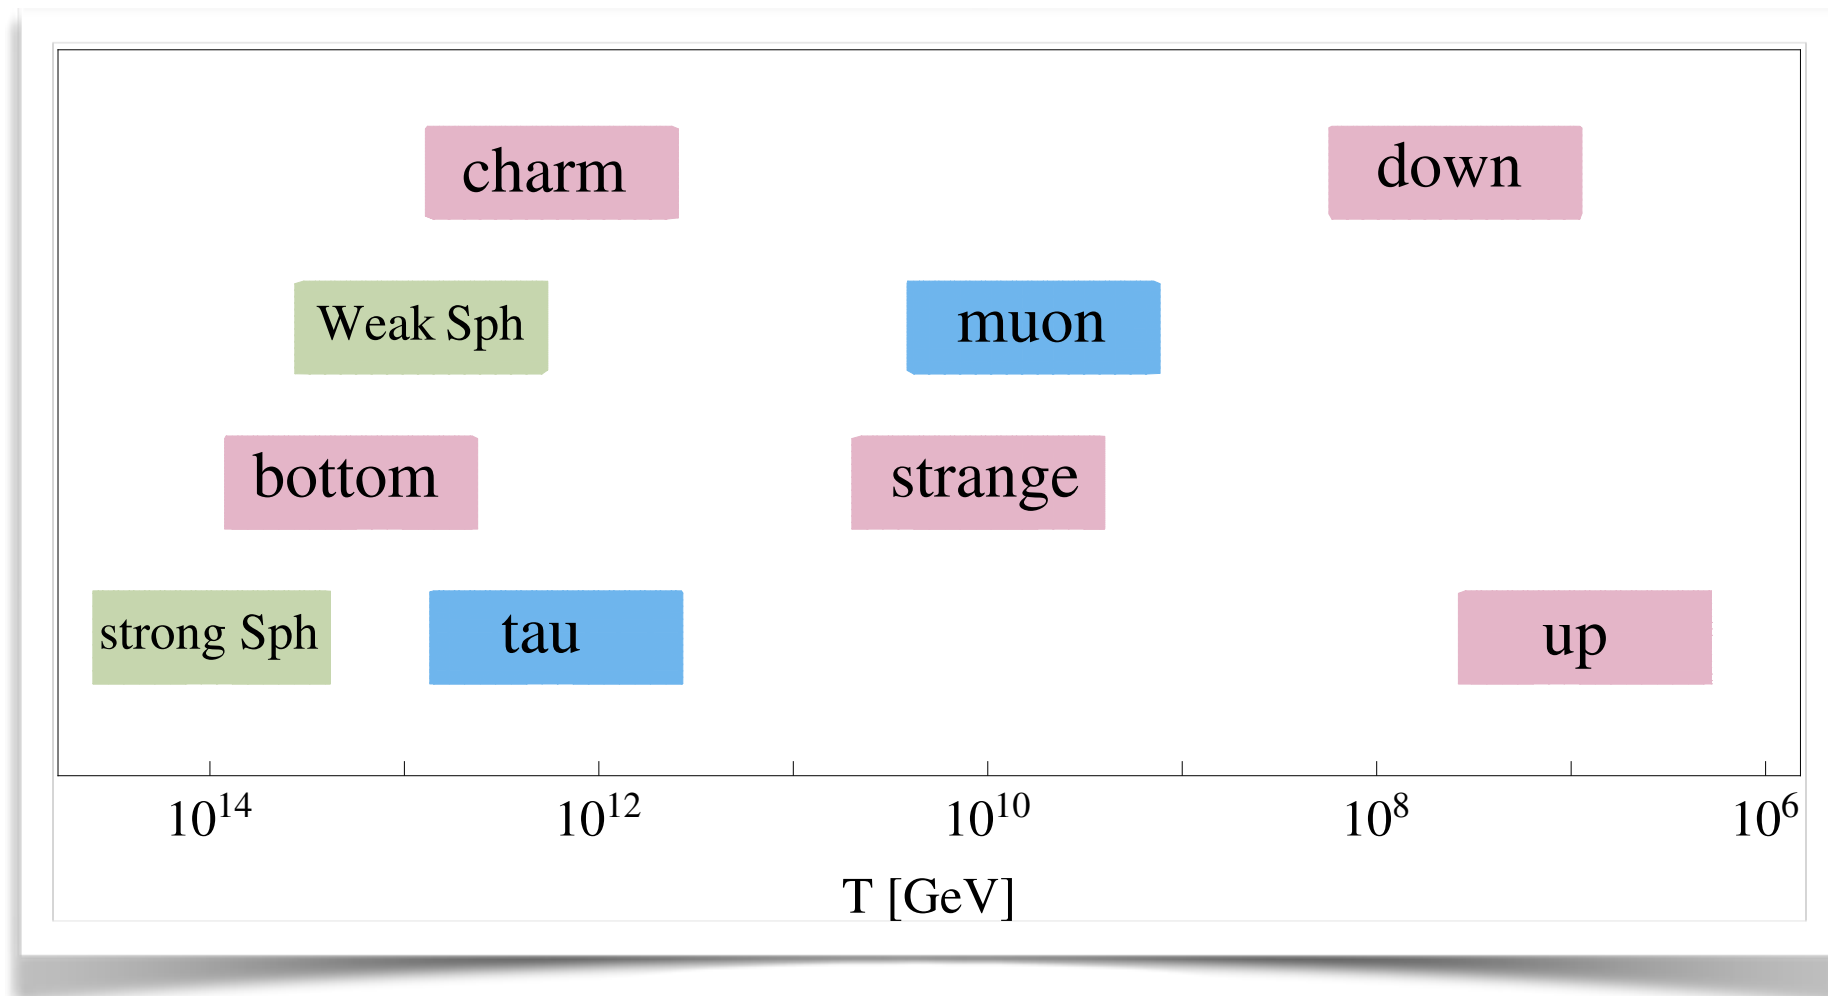 charm
down
Weak Sph
muon
bottom
strange
strong Sph
tau
up
10^14
10^12
10^10
10^8
10^6
T [GeV]